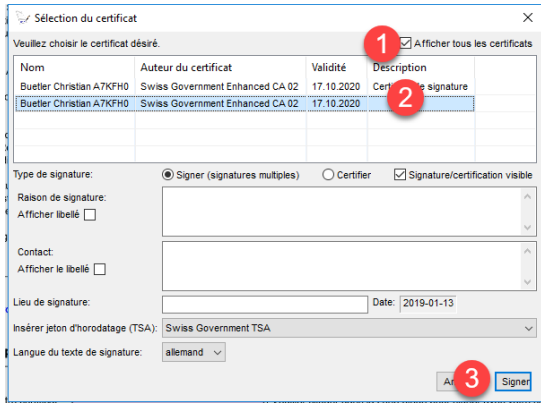 Sélection du certificat
Veuillez choisir le certificat désiré.
1
Afficher tous les certificats
Nom Auteur du certificat Validité Description
Buetler Christian A7KFH0 Swiss Government Enhanced CA 02 17.10.2020 signature
Buetler Christian A7KFH0 Swiss Government Enhanced CA 02 17.10.2020
2
Type de signature: Signer (signatures multiples) Certifier Signature/certification visible
Raison de signature:
Afficher libellé
Contact:
Afficher le libellé
Lieu de signature: Date: 2019-01-13
Insérer jeton d'horodatage (TSA): Swiss Government TSA
Langue du texte de signature: allemand
3 Signer